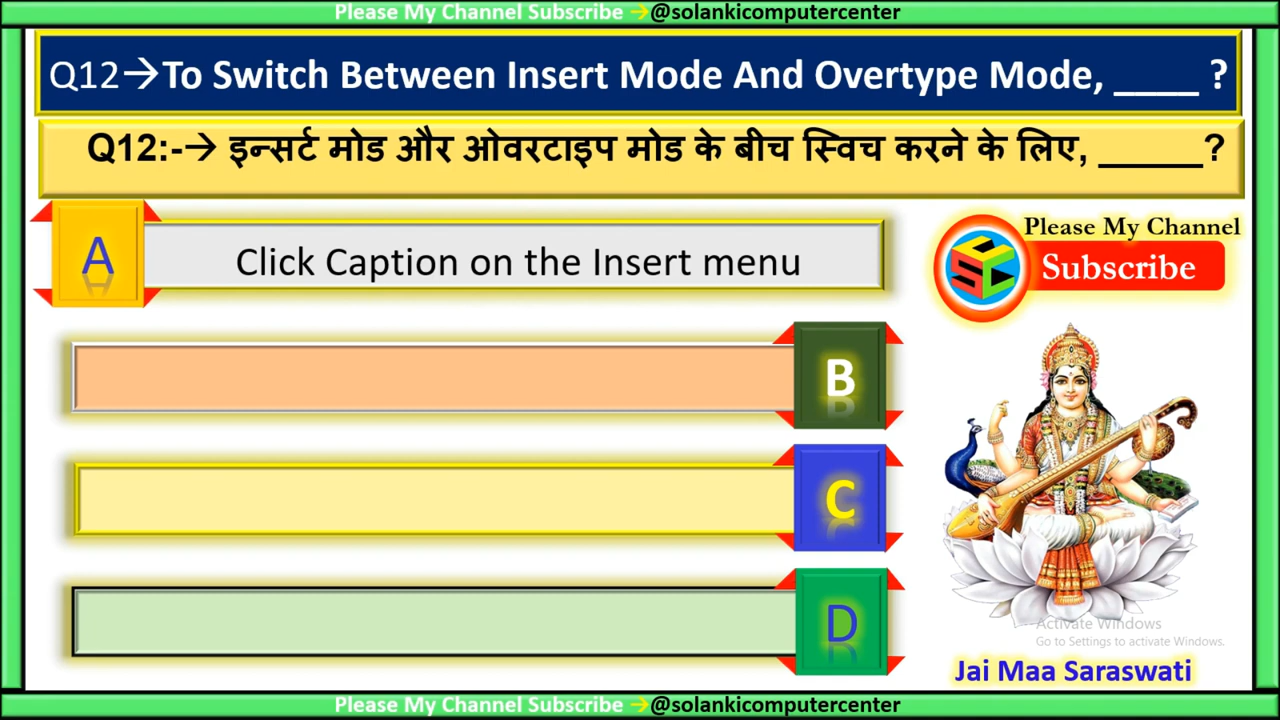 Please My Channel Subscribe →@solankicomputercenter
Q12→To Switch Between Insert Mode And Overtype Mode, ____ ?
Q12:-→ इन्सर्ट मोड और ओवरटाइप मोड के बीच स्विच करने के लिए, _____?
A Click Caption on the Insert menu
Please My Channel
SCC Subscribe
B
C
D
Activate Windows
Go to Settings to activate Windows.
Jai Maa Saraswati
Please My Channel Subscribe →@solankicomputercenter